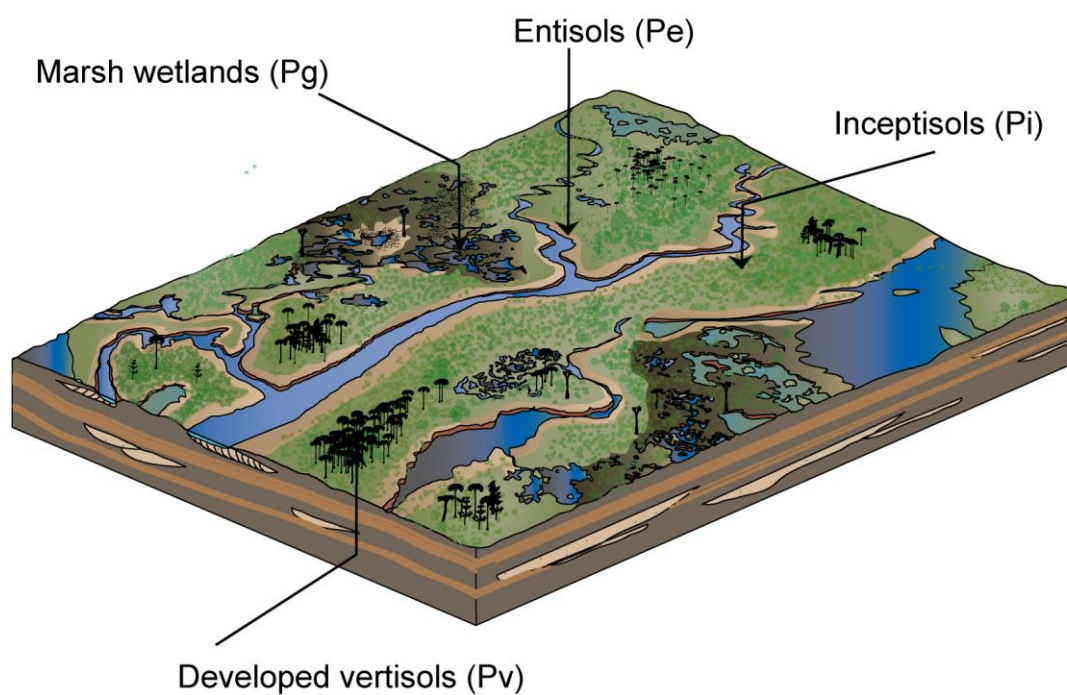 Entisols (Pe)
Marsh wetlands (Pg)
Inceptisols (Pi)
Developed vertisols (Pv)